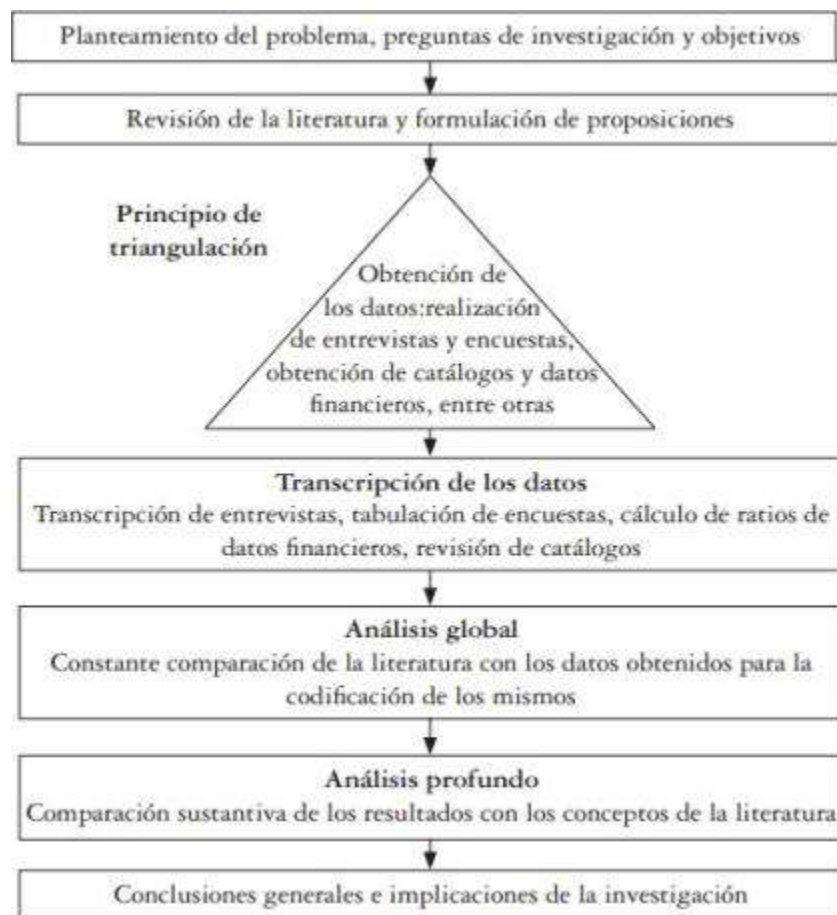 Planteamiento del problema, preguntas de investigación y objetivos
Revisión de la literatura y formulación de proposiciones
Principio de
triangulación
Obtención de
los datos:realización
de entrevistas y encuestas,
obtención de catálogos y datos
financieros, entre otras
Transcripción de los datos
Transcripción de entrevistas, tabulación de encuestas, cálculo de ratios de
datos financieros, revisión de catálogos
Análisis global
Constante comparación de la literatura con los datos obtenidos para la
codificación de los mismos
Análisis profundo
Comparación sustantiva de los resultados con los conceptos de la literatura
Conclusiones generales e implicaciones de la investigación